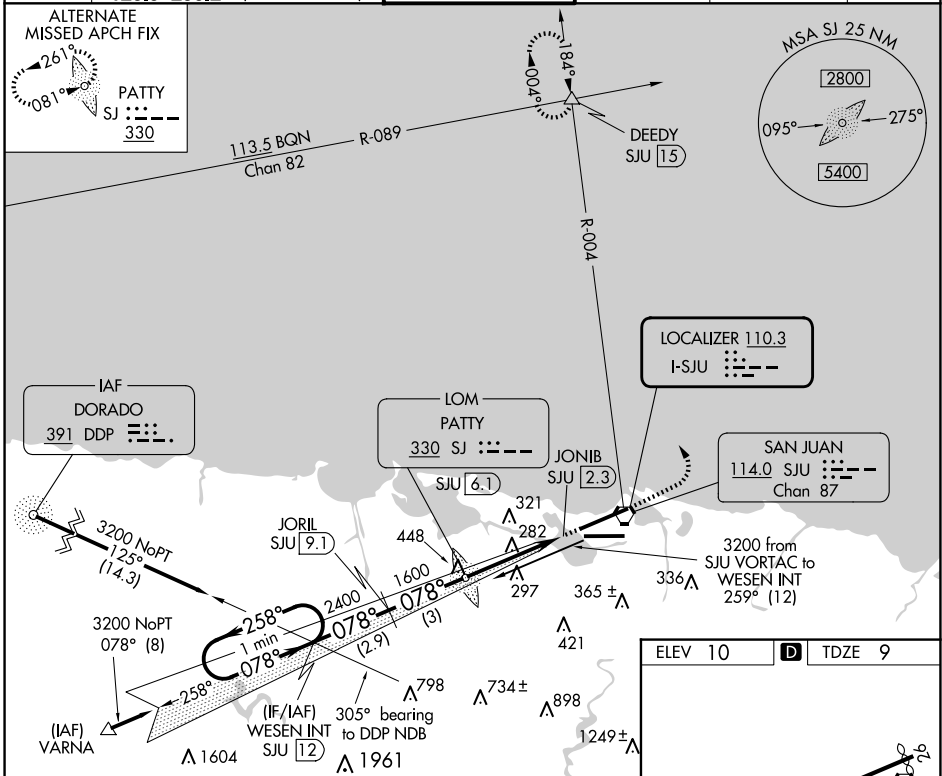 ALTERNATE
MISSED APCH FIX
261°
081°
PATTY
SJ
330
113.5 BQN
Chan 82
R-089
184°
004°
DEEDY
SJU 15
R-004
MSA SJ 25 NM
2800
095°
275°
5400
LOCALIZER 110.3
I-SJU
IAF
DORADO
391 DDP
LOM
PATTY
330 SJ
SJU 6.1
JONIB
SJU 2.3
SAN JUAN
114.0 SJU
Chan 87
3200 NoPT
125°
(14.3)
JORIL
SJU 9.1
448
321
282
297
365 ±
336
3200 from
SJU VORTAC to
WESEN INT
259° (12)
421
2400
1600
258°
1 min
078°
078°
078°
(2.9)
(3)
3200 NoPT
078° (8)
258°
(IAF)
VARNA
(IF/IAF)
WESEN INT
SJU 12
305° bearing
to DDP NDB
798
734 ±
898
1249 ±
1604
1961
ELEV 10
D
TDZE 9